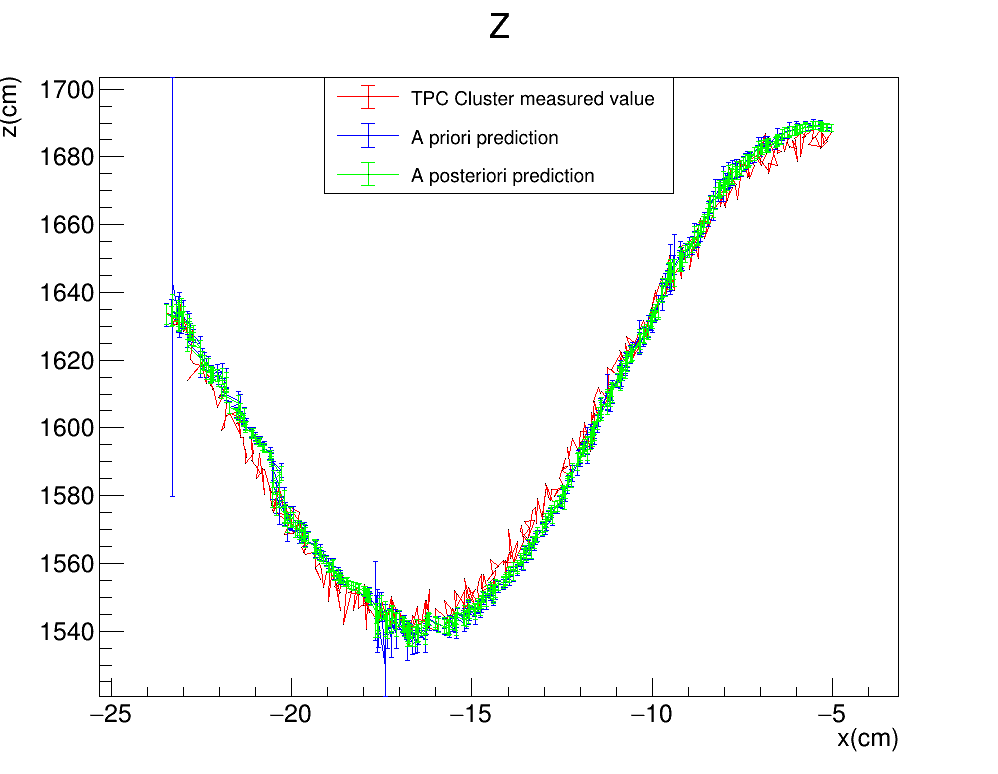 Z
z(cm)
1700
1680
1660
1640
1620
1600
1580
1560
1540
TPC Cluster measured value
A priori prediction
A posteriori prediction
−25
−20
−15
−10
−5
x(cm)